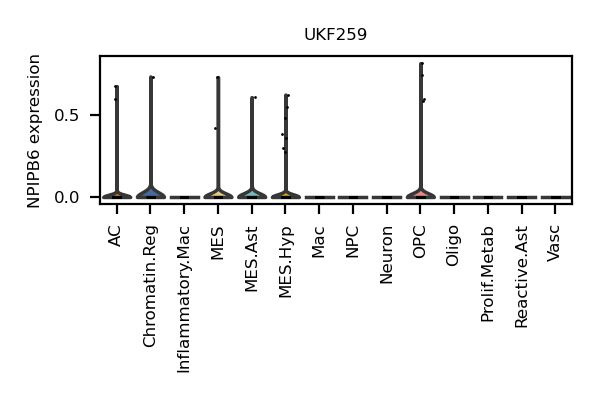 UKF259
NPIPB6 expression
0.5
0.0
AC
Chromatin.Reg
Inflammatory.Mac
MES
MES.Ast
MES.Hyp
Mac
NPC
Neuron
OPC
Oligo
Prolif.Metab
Reactive.Ast
Vasc